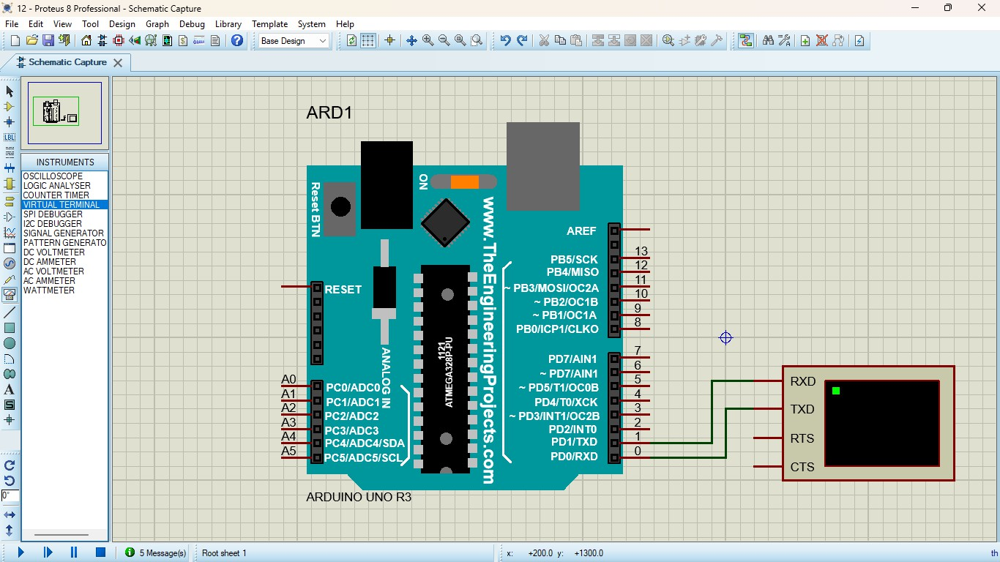 12 - Proteus 8 Professional - Schematic Capture
File Edit View Tool Design Graph Debug Library Template System Help
Base Design
Schematic Capture
INSTRUMENTS
OSCILLOSCOPE
LOGIC ANALYSER
COUNTER TIMER
VIRTUAL TERMINAL
SPI DEBUGGER
I2C DEBUGGER
SIGNAL GENERATOR
PATTERN GENERATO
DC VOLTMETER
DC AMMETER
AC VOLTMETER
AC AMMETER
WATTMETER
LBL
A
S
0°
ARD1
Reset BTN
ON
www.TheEngineeringProjects.com
RESET
ANALOG IN
1121
ATMEGA328P-PU
A0 PC0/ADC0
A1 PC1/ADC1
A2 PC2/ADC2
A3 PC3/ADC3
A4 PC4/ADC4/SDA
A5 PC5/ADC5/SCL
AREF
PB5/SCK 13
PB4/MISO 12
~ PB3/MOSI/OC2A 11
~ PB2/OC1B 10
~ PB1/OC1A 9
PB0/ICP1/CLKO 8
PD7/AIN1 7
~ PD7/AIN1 6
~ PD5/T1/OC0B 5
PD4/T0/XCK 4
~ PD3/INT1/OC2B 3
PD2/INT0 2
PD1/TXD 1
PD0/RXD 0
ARDUINO UNO R3
RXD
TXD
RTS
CTS
5 Message(s) Root sheet 1 x: +200.0 y: +1300.0 th